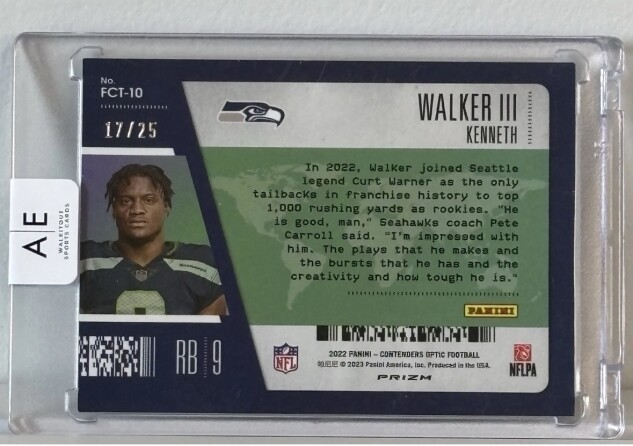 No.
FCT-10
17/25
WALKER III
KENNETH
In 2022, Walker joined Seattle
legend Curt Warner as the only
tailbacks in franchise history to top
1,000 rushing yards as rookies. "He
is good, man," Seahawks coach Pete
Carroll said. "I'm impressed with
him. The plays that he makes and
the bursts that he has and the
creativity and how tough he is."
A|E
WALKITQUE
SPORTS CARDS
PANINI
RB 9
NFL
2022 PANINI – CONTENDERS OPTIC FOOTBALL
© 2023 Panini America, Inc. Produced in the USA.
PRIZM
NFLPA